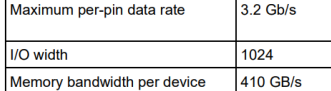 Maximum per-pin data rate 3.2 Gb/s
I/O width 1024
Memory bandwidth per device 410 GB/s